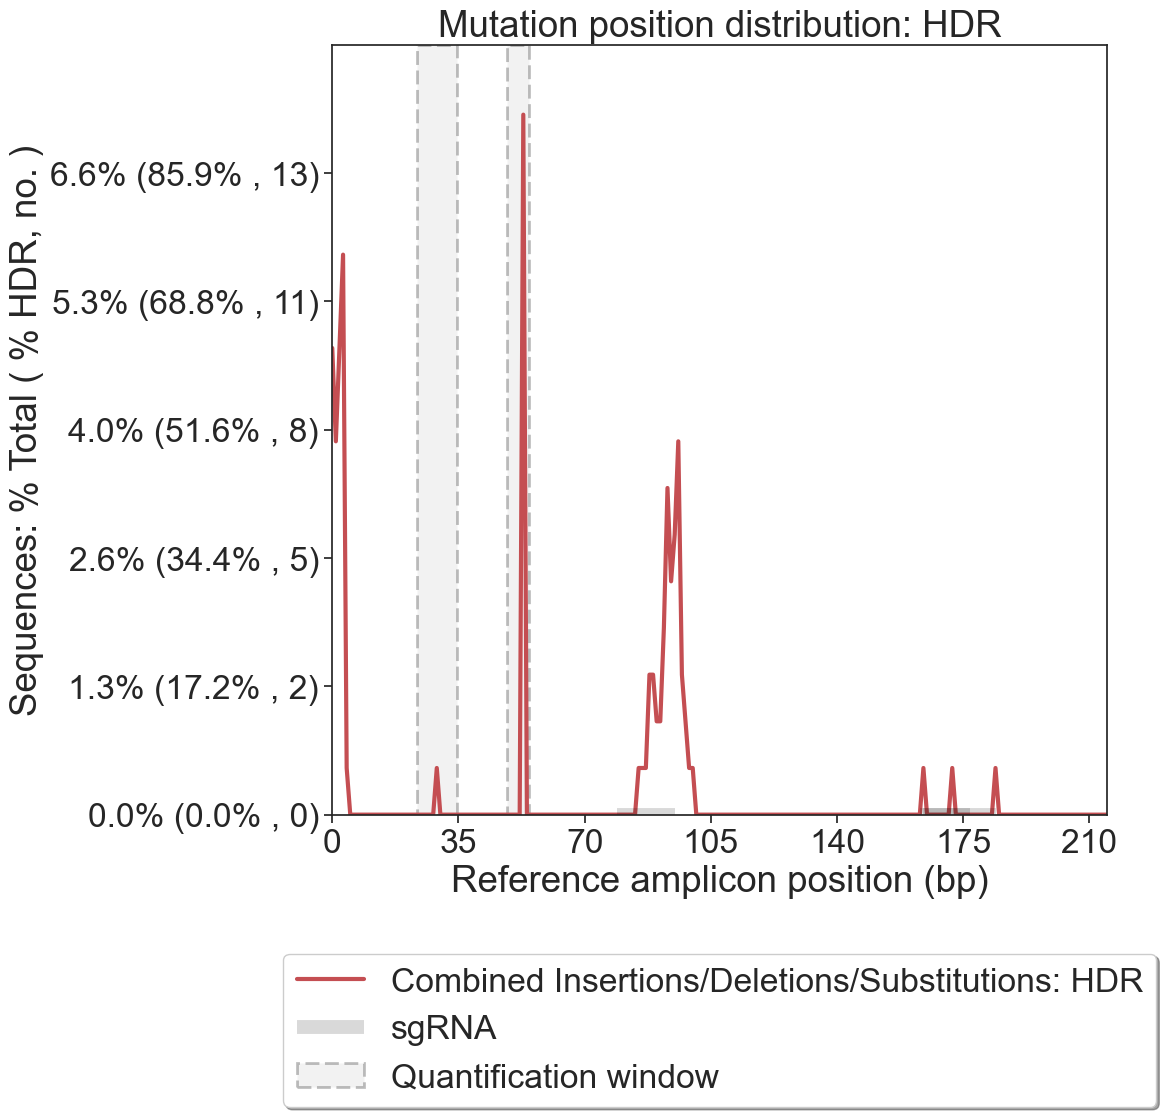 Mutation position distribution: HDR
Sequences: % Total ( % HDR, no. )
6.6% (85.9% , 13)
5.3% (68.8% , 11)
4.0% (51.6% , 8)
2.6% (34.4% , 5)
1.3% (17.2% , 2)
0.0% (0.0% , 0)
0 35 70 105 140 175 210
Reference amplicon position (bp)
Combined Insertions/Deletions/Substitutions: HDR
sgRNA
Quantification window